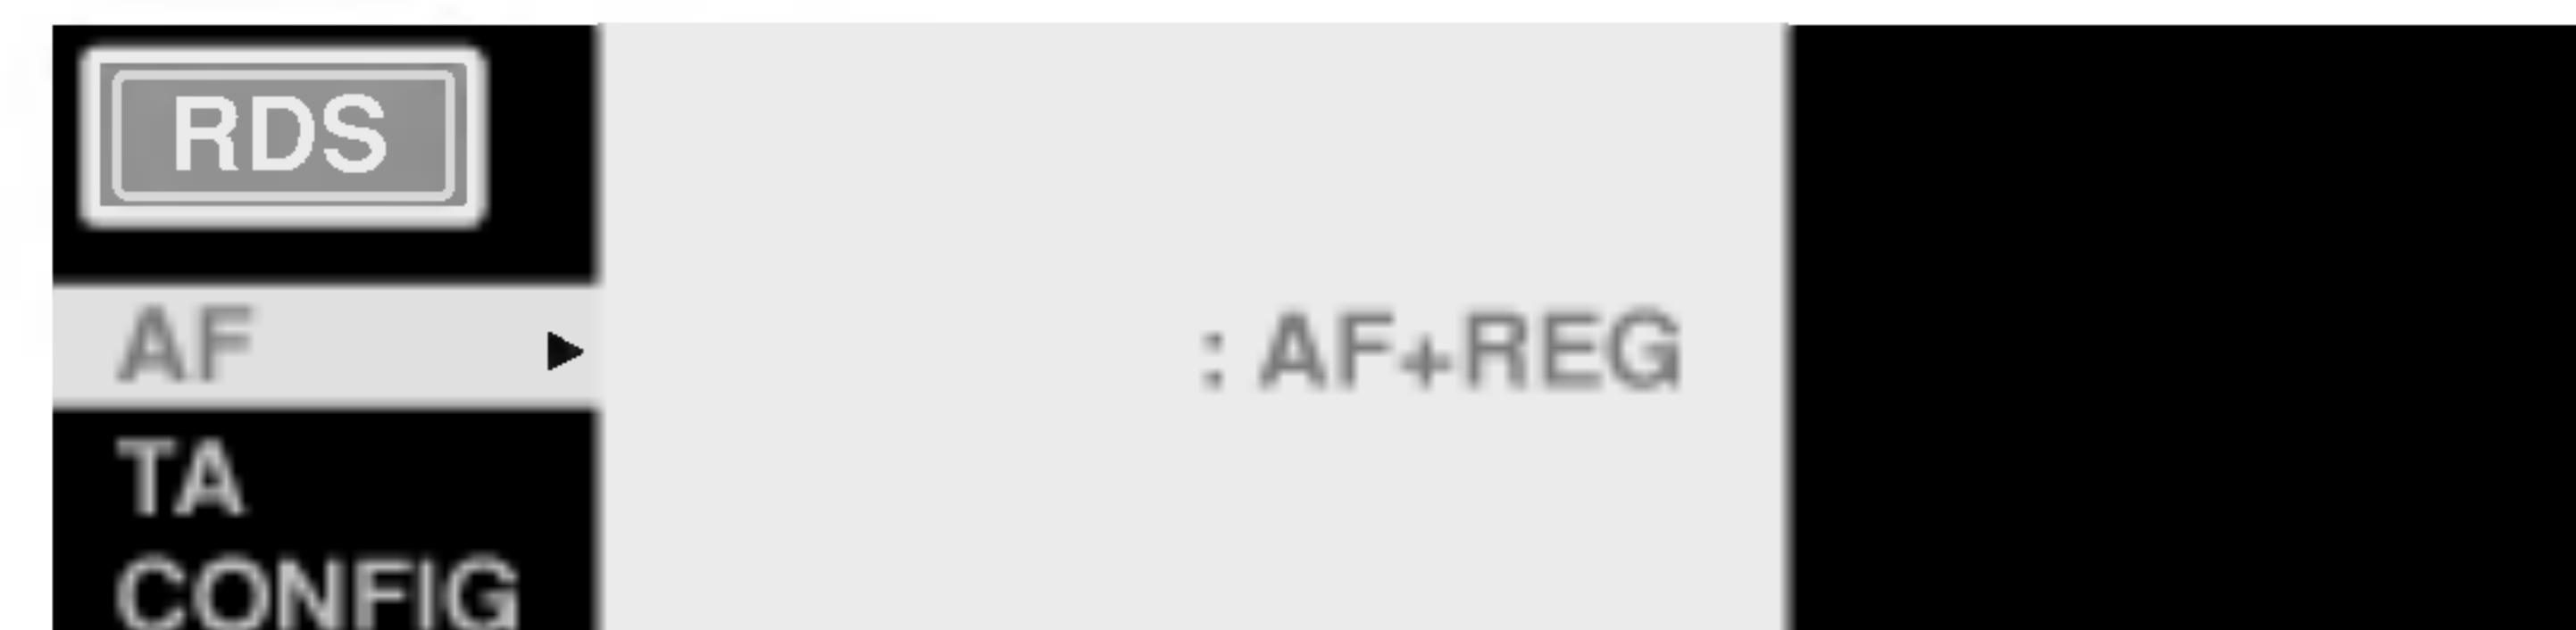 RDS
AF ▶ : AF+REG
TA
CONFIG